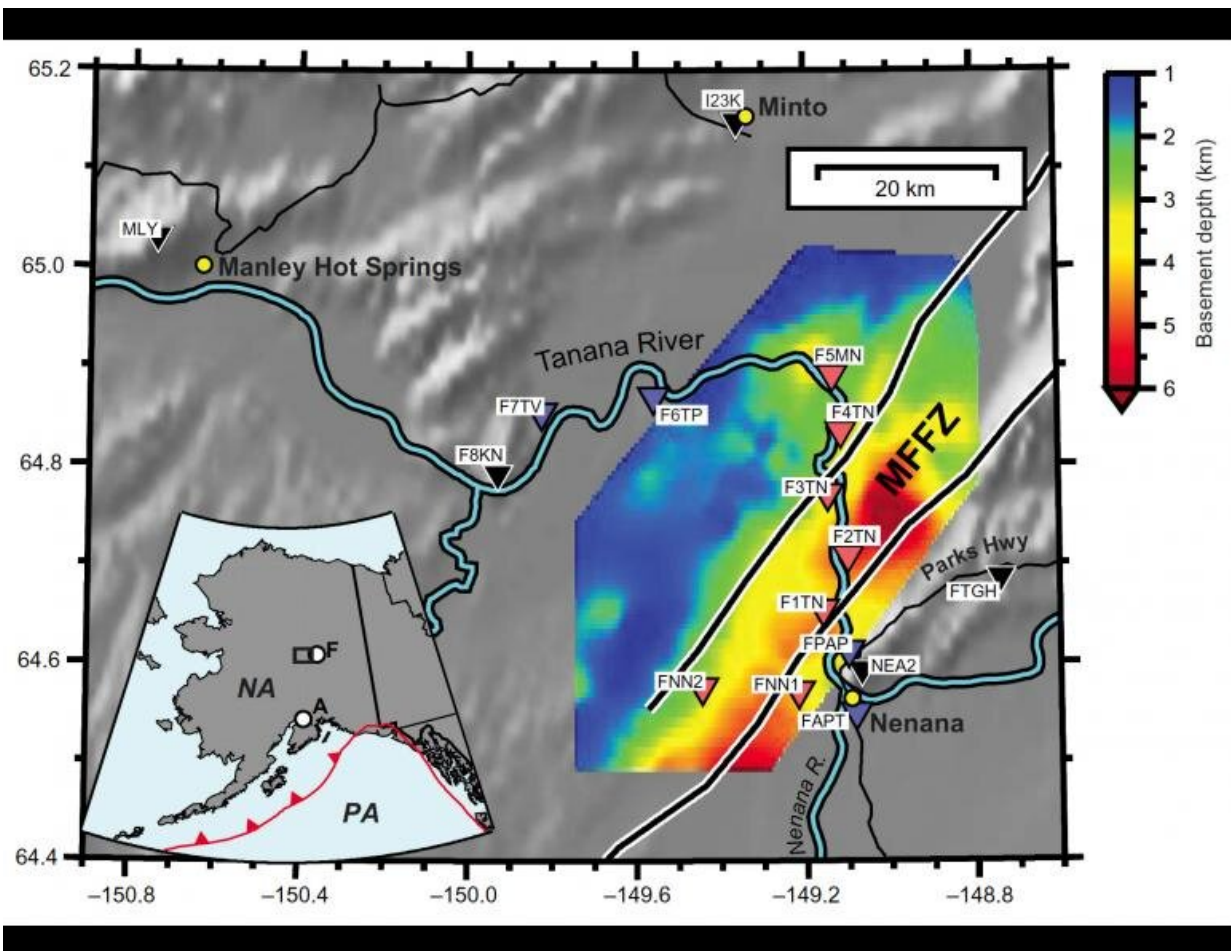 65.2
65.0
64.8
64.6
64.4
–150.8
–150.4
–150.0
–149.6
–149.2
–148.8
I23K
Minto
20 km
MLY
Manley Hot Springs
Tanana River
F5MN
F7TV
F6TP
F4TN
F8KN
F3TN
MFFZ
F2TN
Parks Hwy
FTGH
F1TN
FPAP
NEA2
FNN2
FNN1
FAPT
Nenana
Nenana R.
F
NA
A
PA
1
2
3
4
5
6
Basement depth (km)